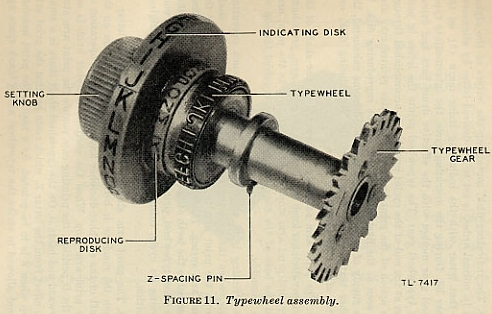 INDICATING DISK
SETTING
KNOB
TYPEWHEEL
TYPEWHEEL
GEAR
REPRODUCING
DISK
Z-SPACING PIN
TL-7417
FIGURE 11. Typewheel assembly.